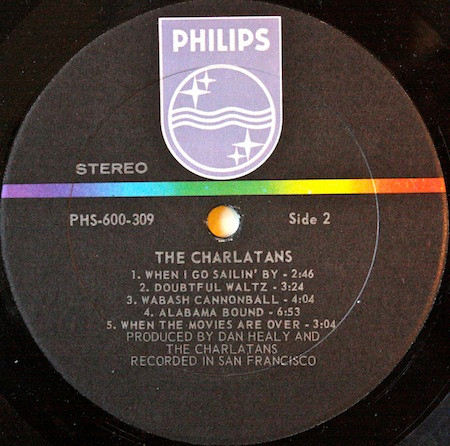 PHILIPS
STEREO
PHS-600-309
Side 2
THE CHARLATANS
1. WHEN I GO SAILIN' BY - 2:46
2. DOUBTFUL WALTZ - 3:24
3. WABASH CANNONBALL - 4:04
4. ALABAMA BOUND - 6:53
5. WHEN THE MOVIES ARE OVER - 3:04
PRODUCED BY DAN HEALY AND
THE CHARLATANS
RECORDED IN SAN FRANCISCO